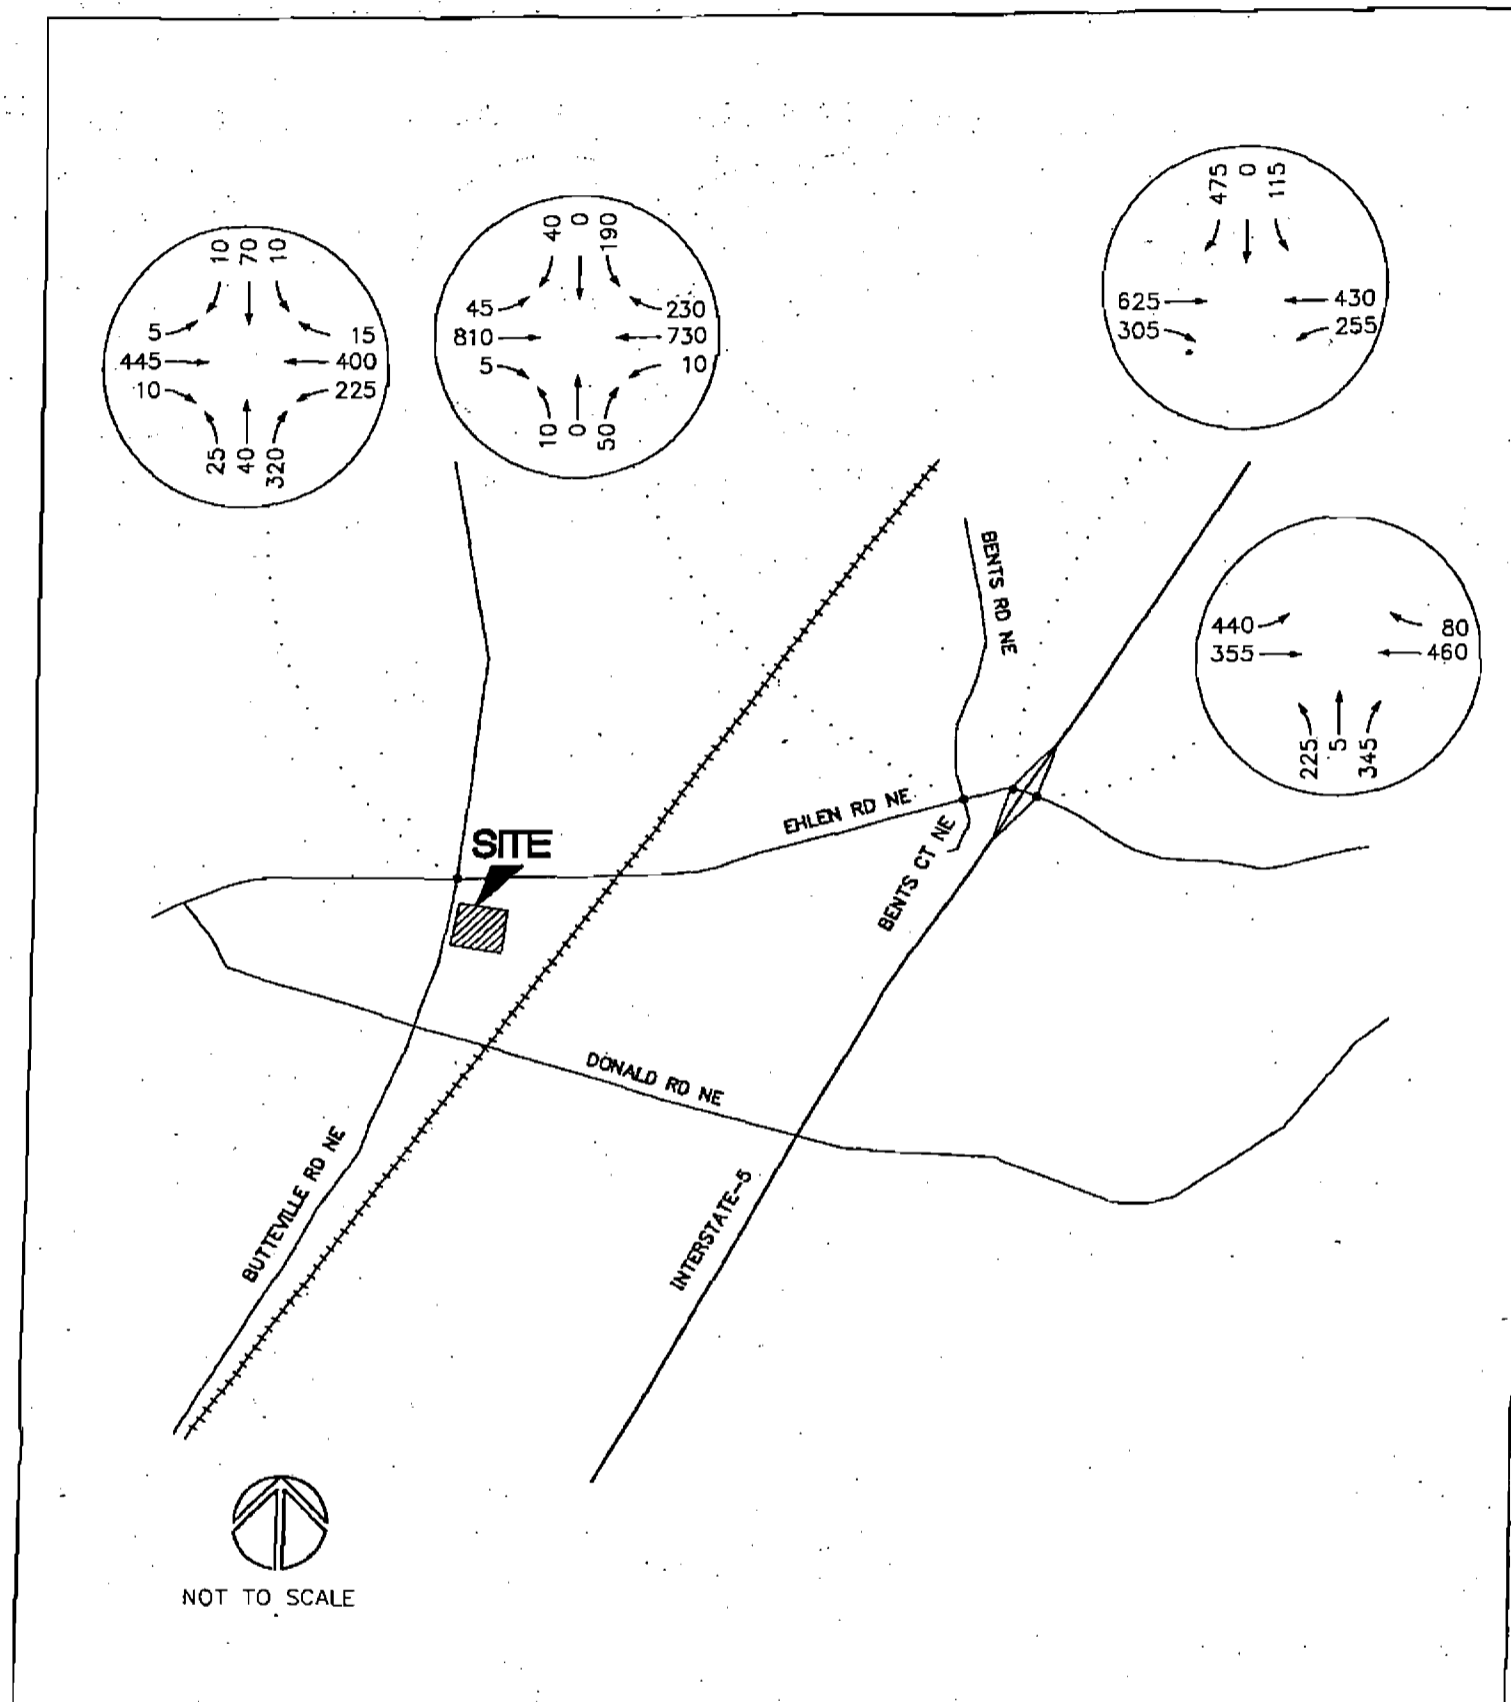 475 0 115
625 430
305 255
40 0 190
45 230
810 730
5 10
10 0 50
10 70 10
5 15
445 400
10 225
25 40 320
BENTS RD NE
440 80
355 460
225 5 345
EHLEN RD NE
BENTS CT NE
SITE
DONALD RD NE
BUTTEVILLE RD NE
INTERSTATE-5
NOT TO SCALE